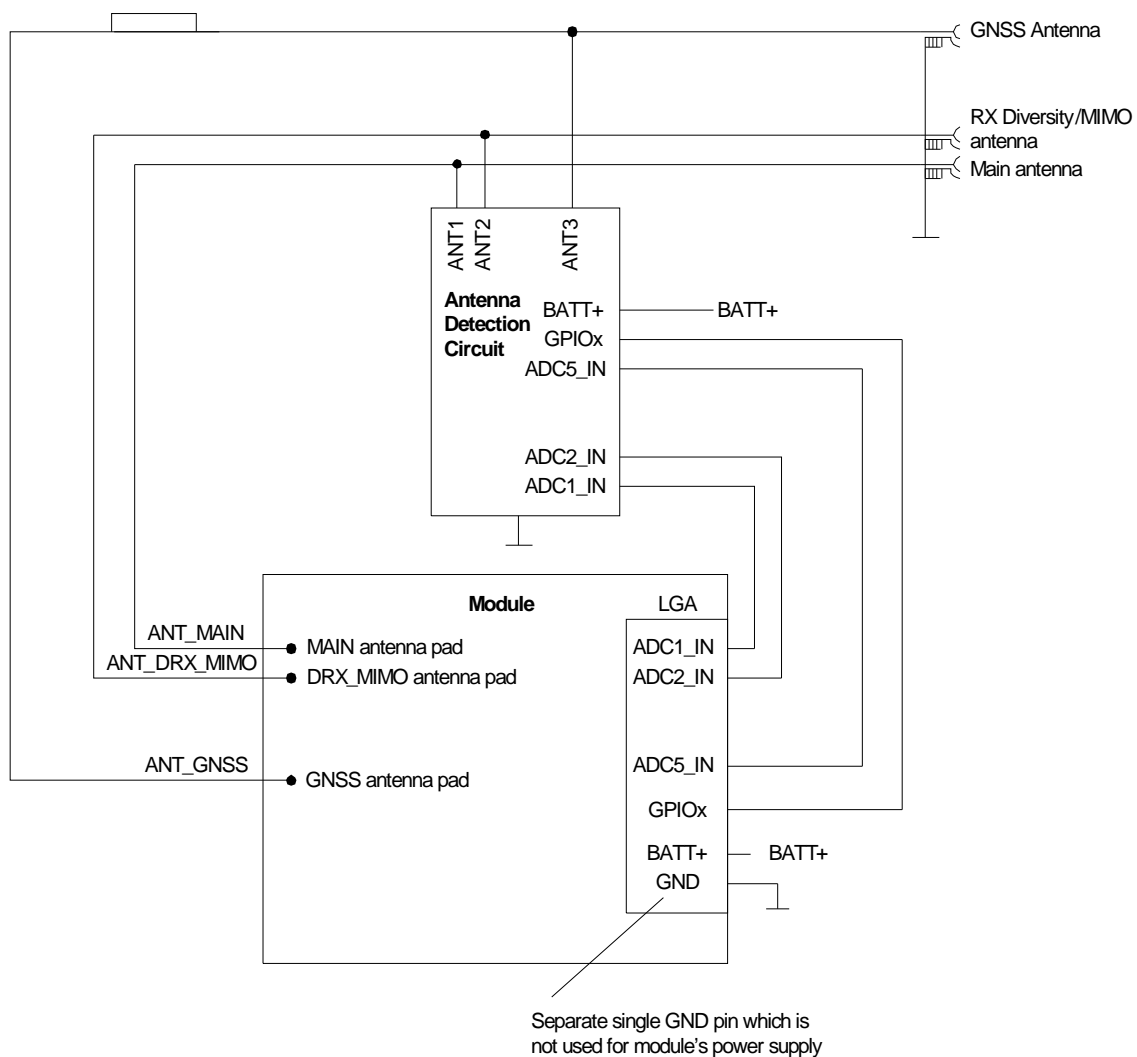 GNSS Antenna
RX Diversity/MIMO
antenna
Main antenna
ANT1
ANT2
ANT3
Antenna
Detection
Circuit
BATT+
BATT+
GPIOx
ADC5_IN
ADC2_IN
ADC1_IN
Module
LGA
ANT_MAIN
MAIN antenna pad
ADC1_IN
ANT_DRX_MIMO
DRX_MIMO antenna pad
ADC2_IN
ANT_GNSS
GNSS antenna pad
ADC5_IN
GPIOx
BATT+
BATT+
GND
Separate single GND pin which is
not used for module's power supply